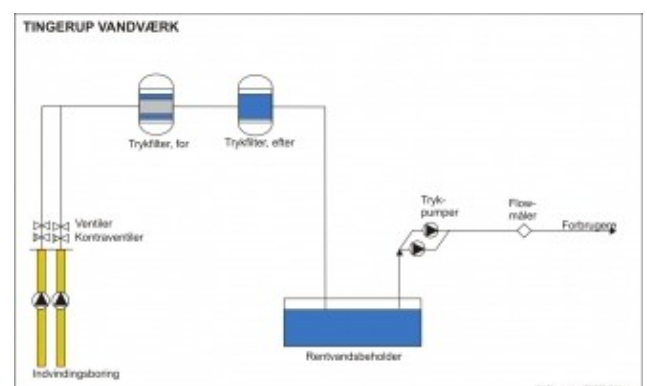 TINGERUP VANDVÆRK
Trykfilter, for
Trykfilter, efter
Tryk-
pumper
Flow-
måler
Forbrugere
Ventiler
Kontraventiler
Rentvandsbeholder
Indvindingsboring